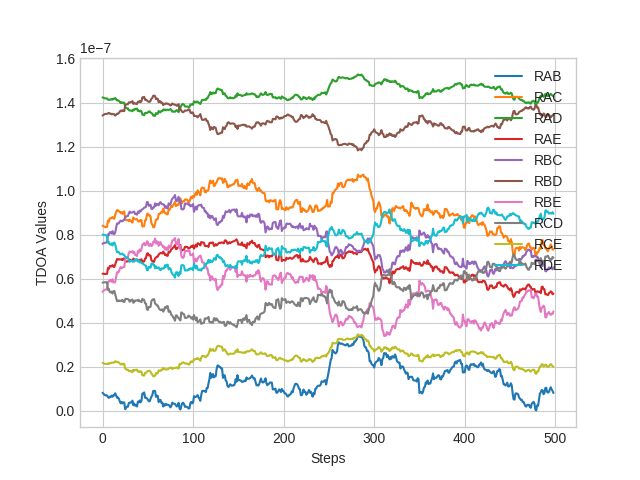 1e−7
1.6
1.4
1.2
1.0
0.8
0.6
0.4
0.2
0.0
TDOA Values
0
100
200
300
400
500
Steps
RAB
RAC
RAD
RAE
RBC
RBD
RBE
RCD
RCE
RDE